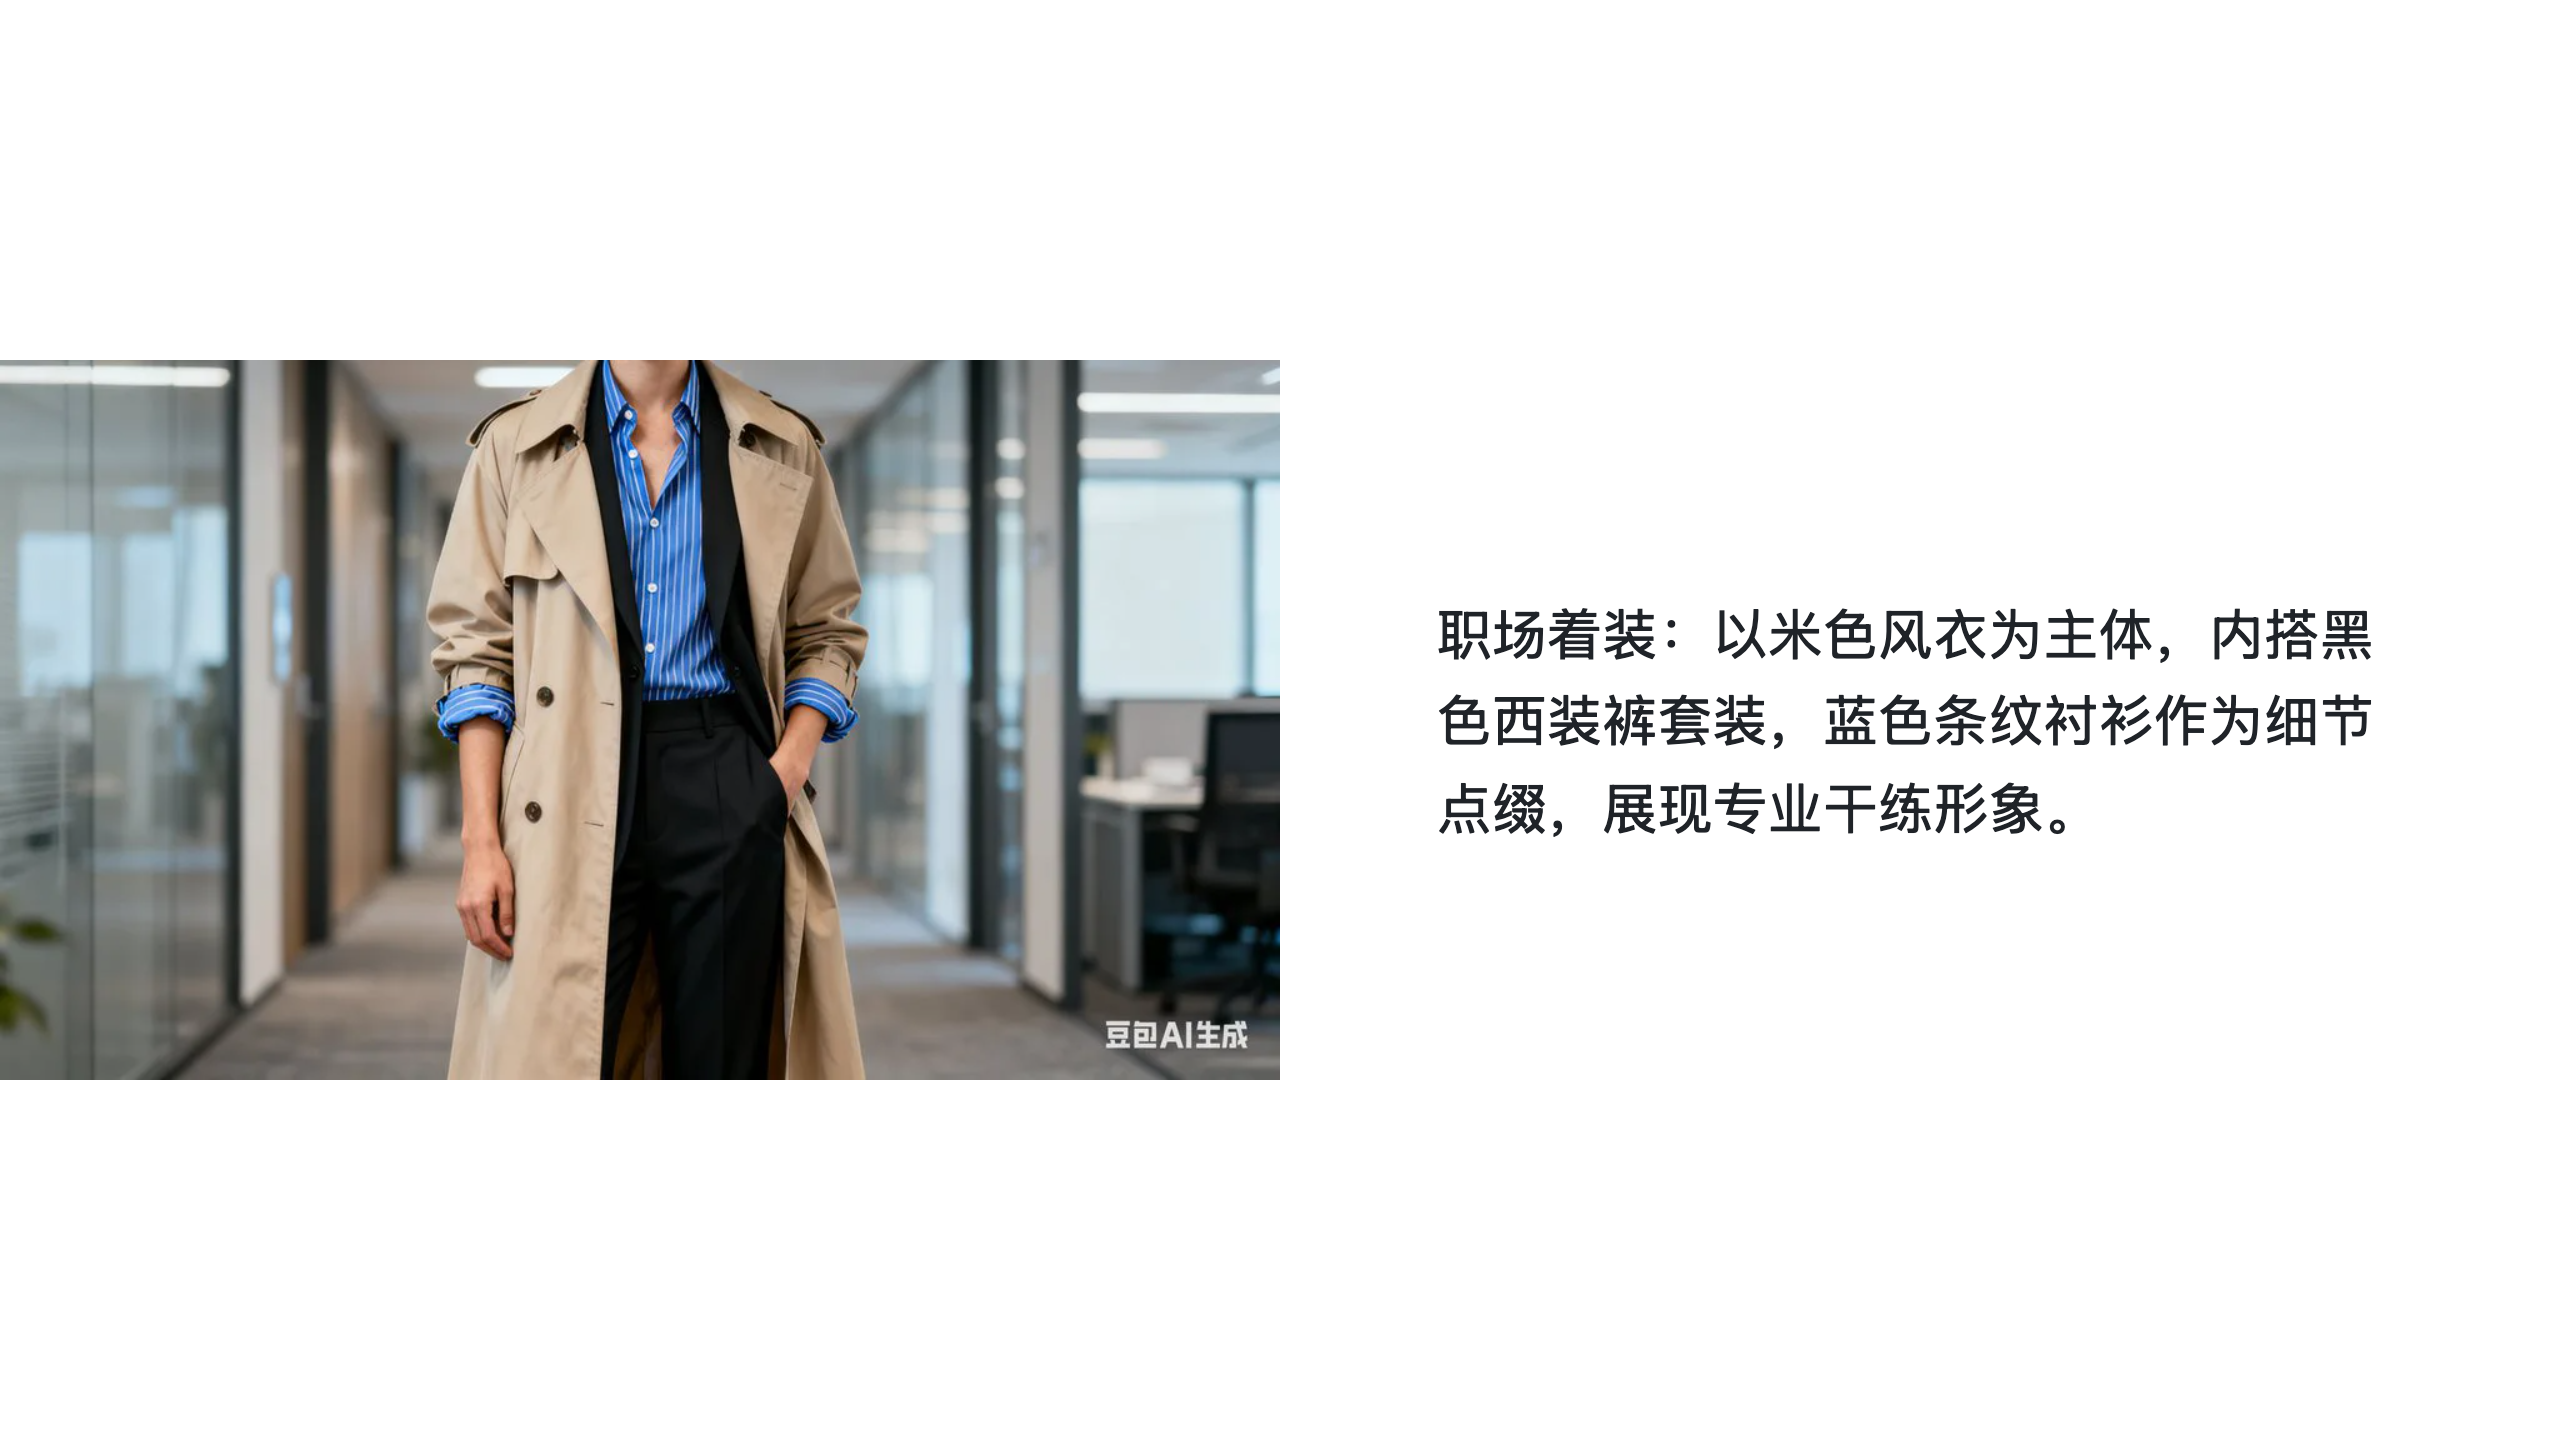 职场着装：以米色风衣为主体，内搭黑
色西装裤套装，蓝色条纹衬衫作为细节
点缀，展现专业干练形象。
豆包AI生成